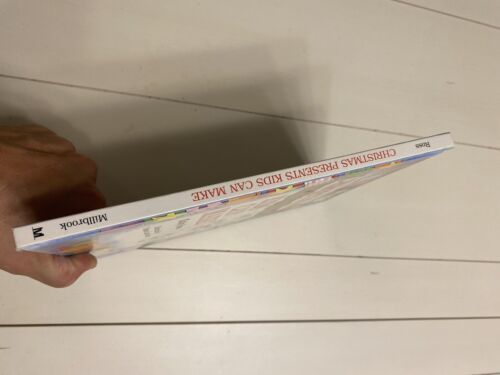 Ross CHRISTMAS PRESENTS KIDS CAN MAKE Millbrook M